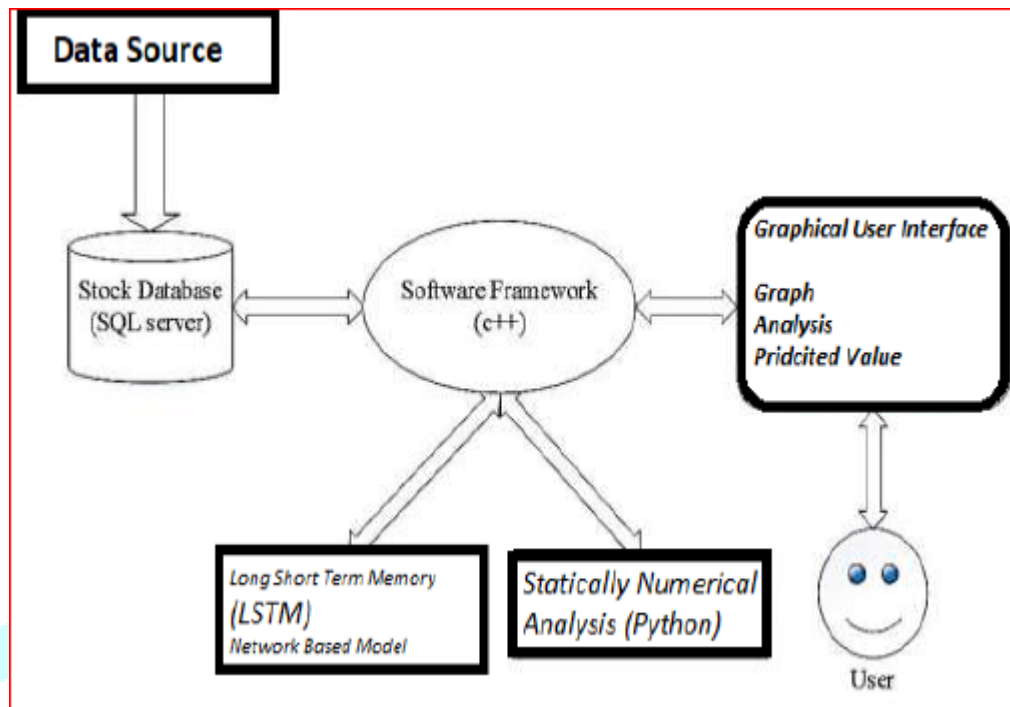 Data Source
Stock Database
(SQL server)
Software Framework
(c++)
Graphical User Interface
Graph
Analysis
Pridcited Value
Long Short Term Memory
(LSTM)
Network Based Model
Statically Numerical
Analysis (Python)
User